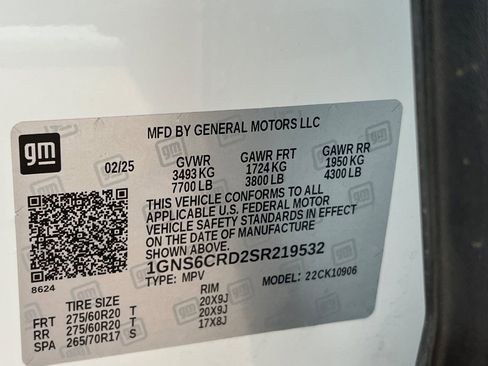 gm
MFD BY GENERAL MOTORS LLC
02/25 GVWR GAWR FRT GAWR RR
3493 KG 1724 KG 1950 KG
7700 LB 3800 LB 4300 LB
THIS VEHICLE CONFORMS TO ALL
APPLICABLE U.S. FEDERAL MOTOR
VEHICLE SAFETY STANDARDS IN EFFECT
ON THE DATE OF MANUFACTURE
SHOWN ABOVE.
1GNS6CRD2SR219532
8624 TYPE: MPV MODEL: 22CK10906
TIRE SIZE RIM
FRT 275/60R20 T 20X9J
RR 275/60R20 T 20X9J
SPA 265/70R17 S 17X8J